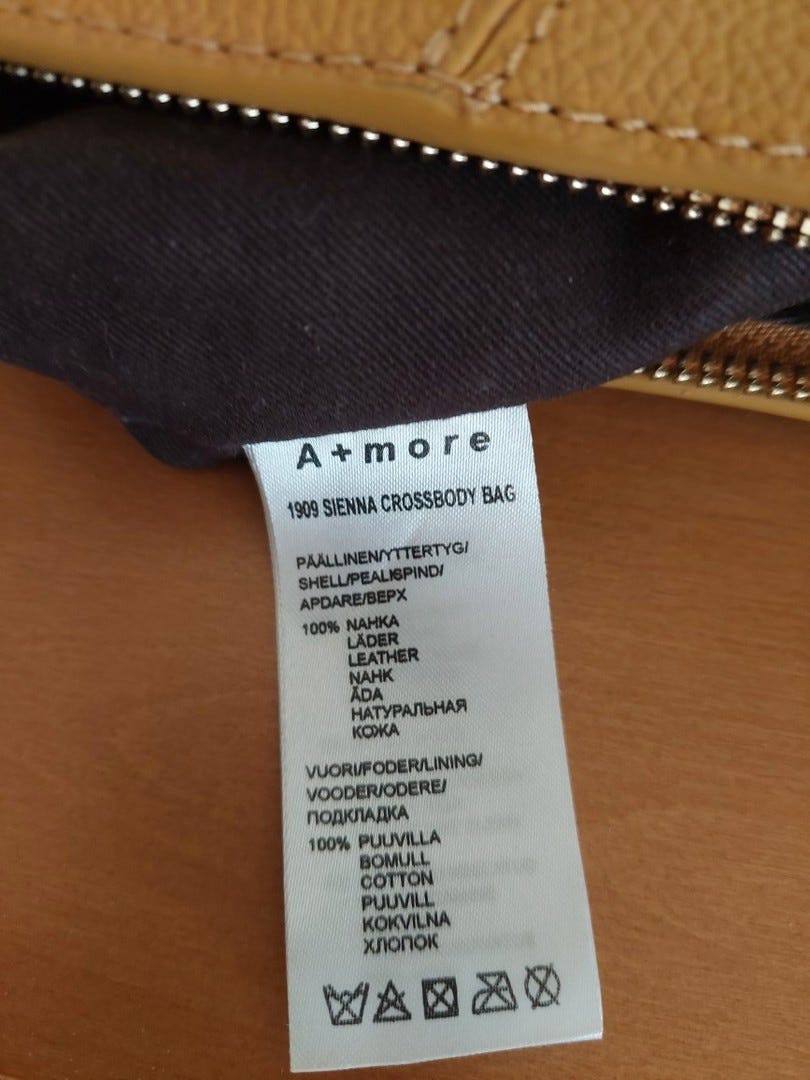 A+more
1909 SIENNA CROSSBODY BAG
PÄÄLLINEN/YTTERTYG/
SHELL/PEALISPIND/
APDARE/ВЕРХ
100% NAHKA
LÄDER
LEATHER
NAHK
ĀDA
НАТУРАЛЬНАЯ
КОЖА
VUORI/FODER/LINING/
VOODER/ODERE/
ПОДКЛАДКА
100% PUUVILLA
BOMULL
COTTON
PUUVILL
KOKVILNA
ХЛОПОК